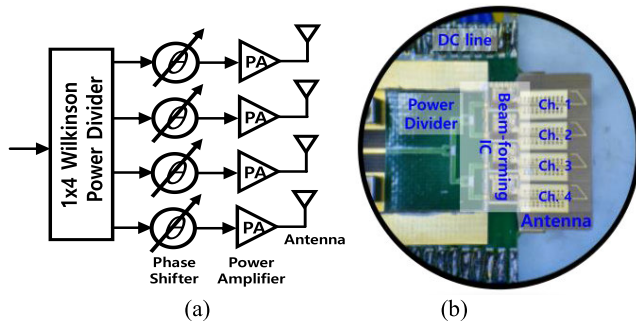 1x4 Wilkinson
Power Divider
θ
PA
θ
PA
θ
PA
θ
PA
Phase
Shifter
Power
Amplifier
Antenna
(a)
DC line
Power
Divider
Beam-forming
IC
Ch. 1
Ch. 2
Ch. 3
Ch. 4
Antenna
(b)